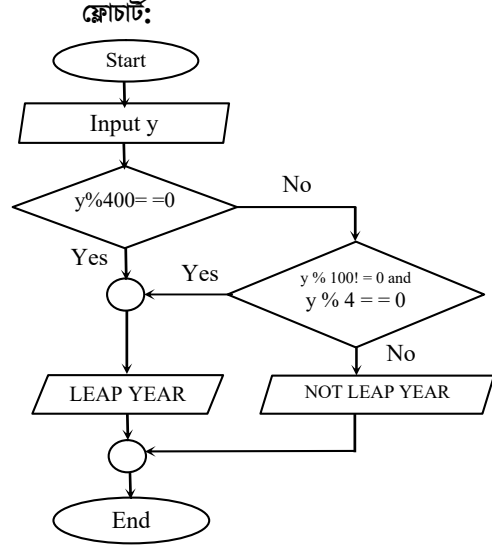 ফ্লোচার্ট:
Start
Input y
y%400= =0
No
Yes
Yes
y % 100! = 0 and
y % 4 = = 0
No
LEAP YEAR
NOT LEAP YEAR
End